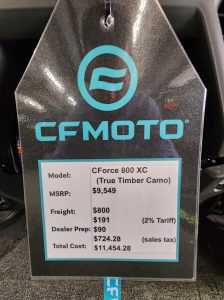 CFMOTO®
Model: CForce 800 XC
(True Timber Camo)
MSRP: $9,549
Freight: $800
$191 (2% Tariff)
Dealer Prep: $90
$724.28 (sales tax)
Total Cost: $11,454.28
CF